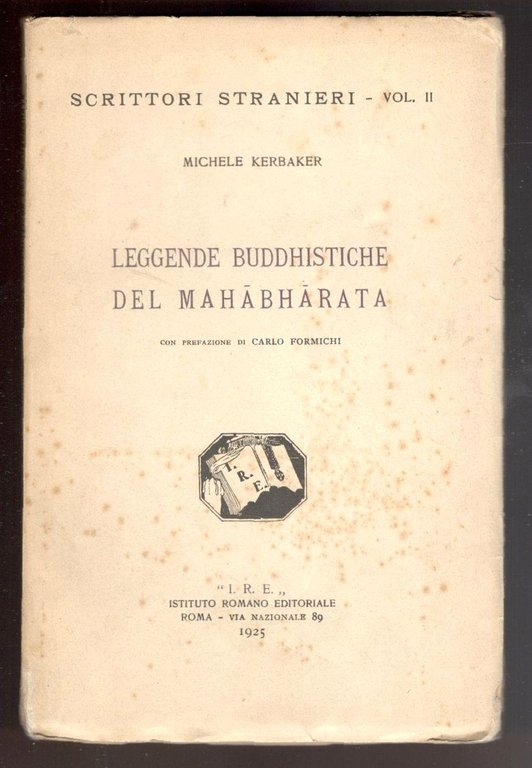 SCRITTORI STRANIERI - VOL. II
MICHELE KERBAKER
LEGGENDE BUDDHISTICHE
DEL MAHĀBHĀRATA
CON PREFAZIONE DI CARLO FORMICHI
I.
R.
E.
“ I. R. E. „
ISTITUTO ROMANO EDITORIALE
ROMA - VIA NAZIONALE 89
1925